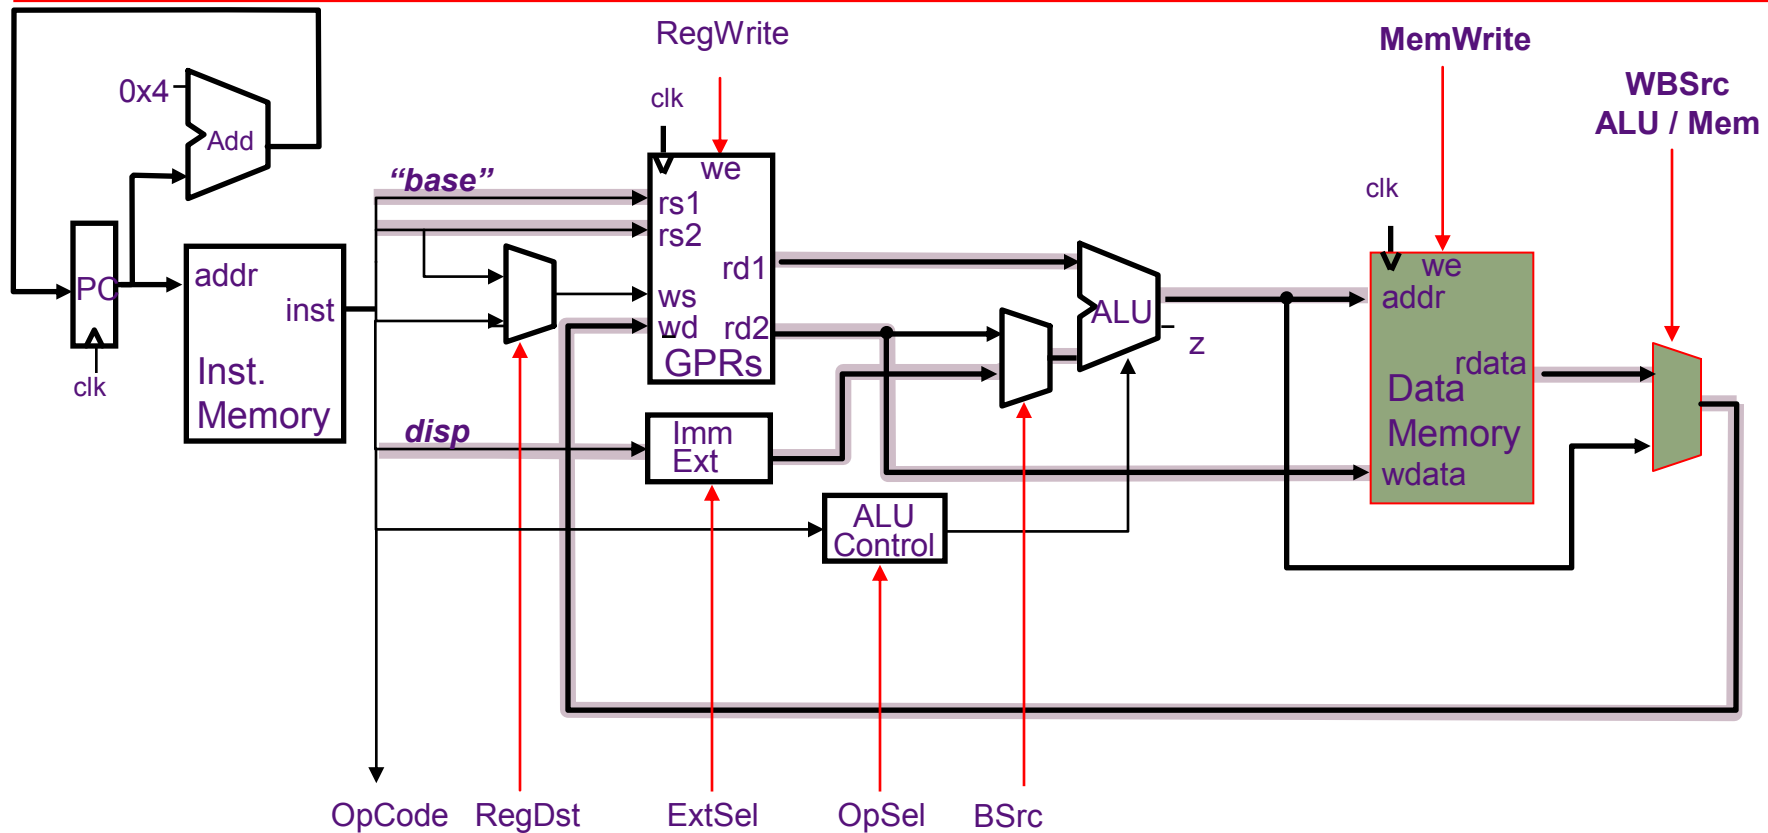 RegWrite
MemWrite
WBSrc
ALU / Mem
0x4
Add
clk
we
“base”
rs1
rs2
clk
we
addr
PC
addr
inst
Inst.
Memory
clk
ws
wd
rd1
rd2
GPRs
ALU
z
rdata
Data
Memory
wdata
disp
Imm
Ext
ALU
Control
OpCode
RegDst
ExtSel
OpSel
BSrc